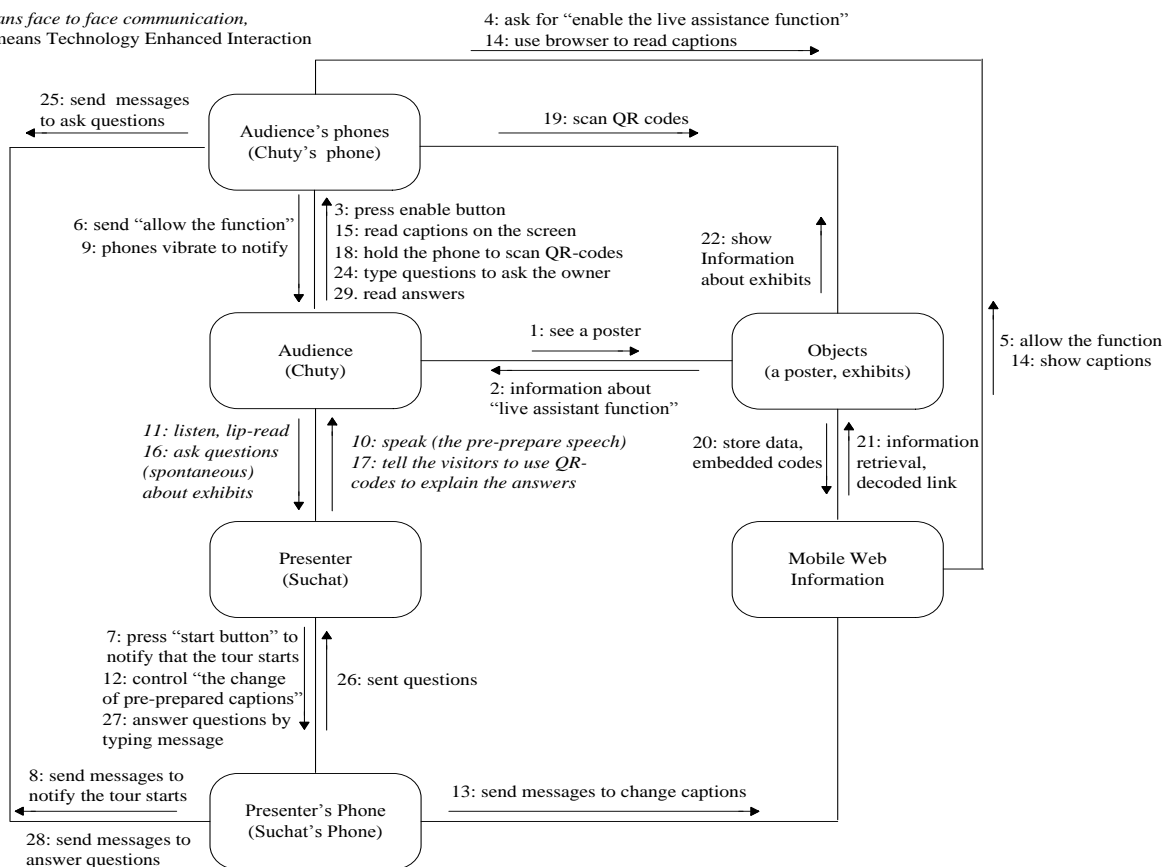 ans face to face communication,
means Technology Enhanced Interaction
4: ask for “enable the live assistance function”
14: use browser to read captions
25: send messages
to ask questions
Audience’s phones
(Chuty’s phone)
19: scan QR codes
6: send “allow the function”
9: phones vibrate to notify
3: press enable button
15: read captions on the screen
18: hold the phone to scan QR-codes
24: type questions to ask the owner
29. read answers
22: show
Information
about exhibits
Audience
(Chuty)
1: see a poster
2: information about
“live assistant function”
Objects
(a poster, exhibits)
5: allow the function
14: show captions
11: listen, lip-read
16: ask questions
(spontaneous)
about exhibits
10: speak (the pre-prepare speech)
17: tell the visitors to use QR-
codes to explain the answers
20: store data,
embedded codes
21: information
retrieval,
decoded link
Presenter
(Suchat)
Mobile Web
Information
7: press “start button” to
notify that the tour starts
12: control “the change
of pre-prepared captions”
27: answer questions by
typing message
26: sent questions
8: send messages to
notify the tour starts
28: send messages to
answer questions
Presenter’s Phone
(Suchat’s Phone)
13: send messages to change captions